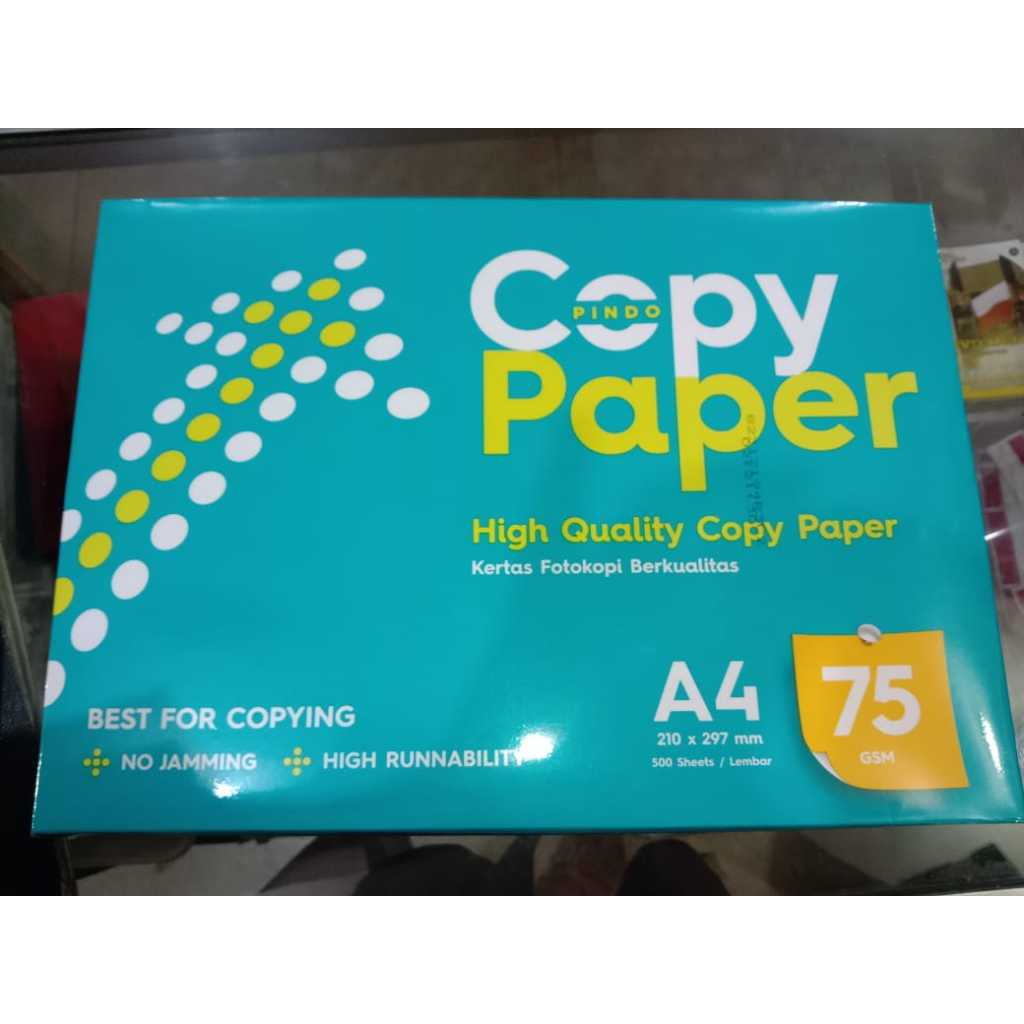 Copy
PINDO
Paper
High Quality Copy Paper
Kertas Fotokopi Berkualitas
BEST FOR COPYING
NO JAMMING
HIGH RUNNABILITY
A4
210 x 297 mm
500 Sheets / Lembar
75
GSM